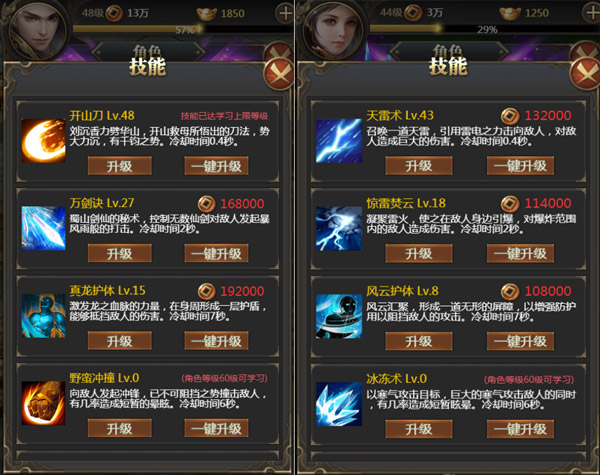 48级 13万 1850 +
57%
角色
技能
开山刀 Lv.48 技能已达学习上限等级
刘沉香力劈华山，开山救母所悟出的刀法，势
大力沉，有千钧之势。冷却时间0.4秒。
升级 一键升级
万剑诀 Lv.27 168000
蜀山剑仙的秘术，控制无数仙剑对敌人发起暴
风雨般的打击。冷却时间2秒。
升级 一键升级
真龙护体 Lv.15 192000
激发龙之血脉的力量，在身周形成一层护盾，
能够抵挡敌人的伤害。冷却时间7秒。
升级 一键升级
野蛮冲撞 Lv.0 (角色等级60级可学习)
向敌人发起冲锋，已不可阻挡之势撞击敌人，
有几率造成短暂的晕眩。冷却时间6秒。
升级 一键升级
44级 3万 1250 +
29%
角色
技能
天雷术 Lv.43 132000
召唤一道天雷，引用雷电之力击向敌人，对敌
人造成巨大的伤害。冷却时间0.4秒。
升级 一键升级
惊雷焚云 Lv.18 114000
凝聚雷火，使之在敌人身边引爆，对爆炸范围
内的敌人造成伤害。冷却时间2秒。
升级 一键升级
风云护体 Lv.8 108000
风云汇聚，形成一道无形的屏障，以增强防护
用以阻挡敌人的攻击。冷却时间7秒。
升级 一键升级
冰冻术 Lv.0 (角色等级60级可学习)
以寒气攻击目标，巨大的寒气攻击敌人的同时
，有几率造成短暂眩晕。冷却时间6秒。
升级 一键升级